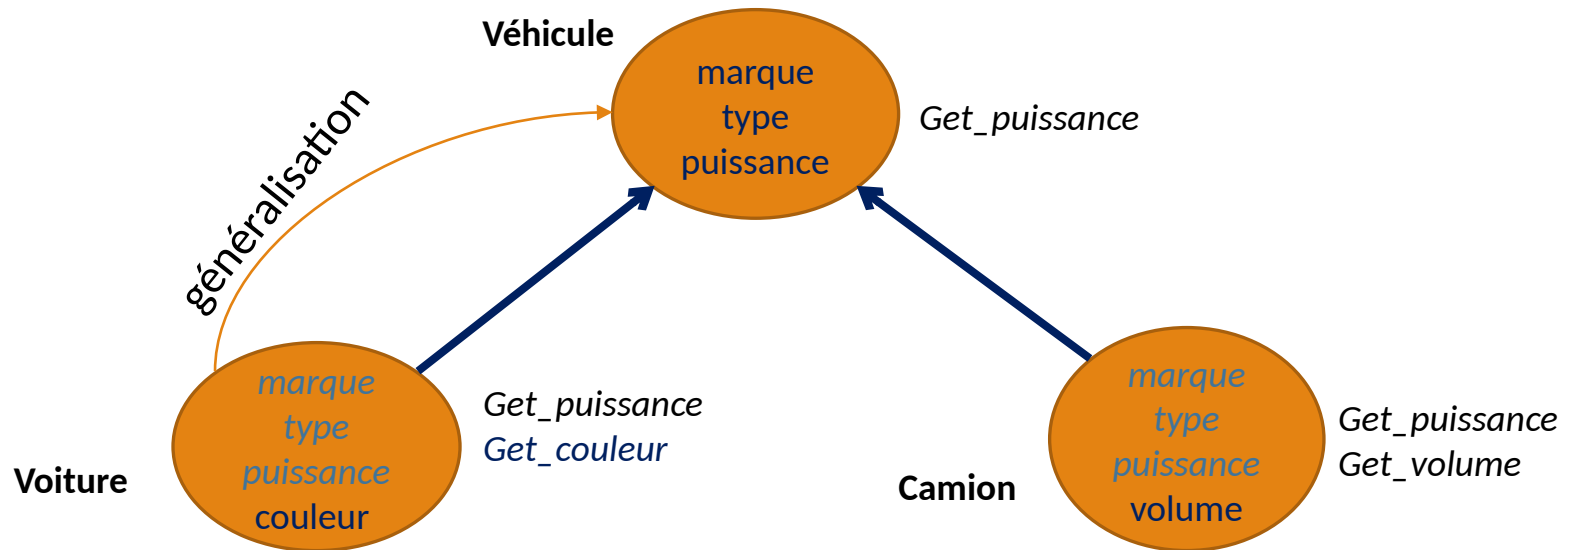 Véhicule
marque
type
puissance
Get_puissance
généralisation
marque
type
puissance
couleur
Get_puissance
Get_couleur
Voiture
marque
type
puissance
volume
Get_puissance
Get_volume
Camion